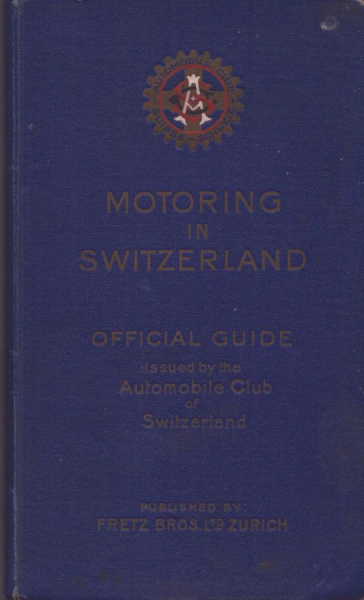 MOTORING
IN
SWITZERLAND
OFFICIAL GUIDE
Issued by the
Automobile Club
of
Switzerland
PUBLISHED BY:
FRETZ BROS. LTD ZURICH